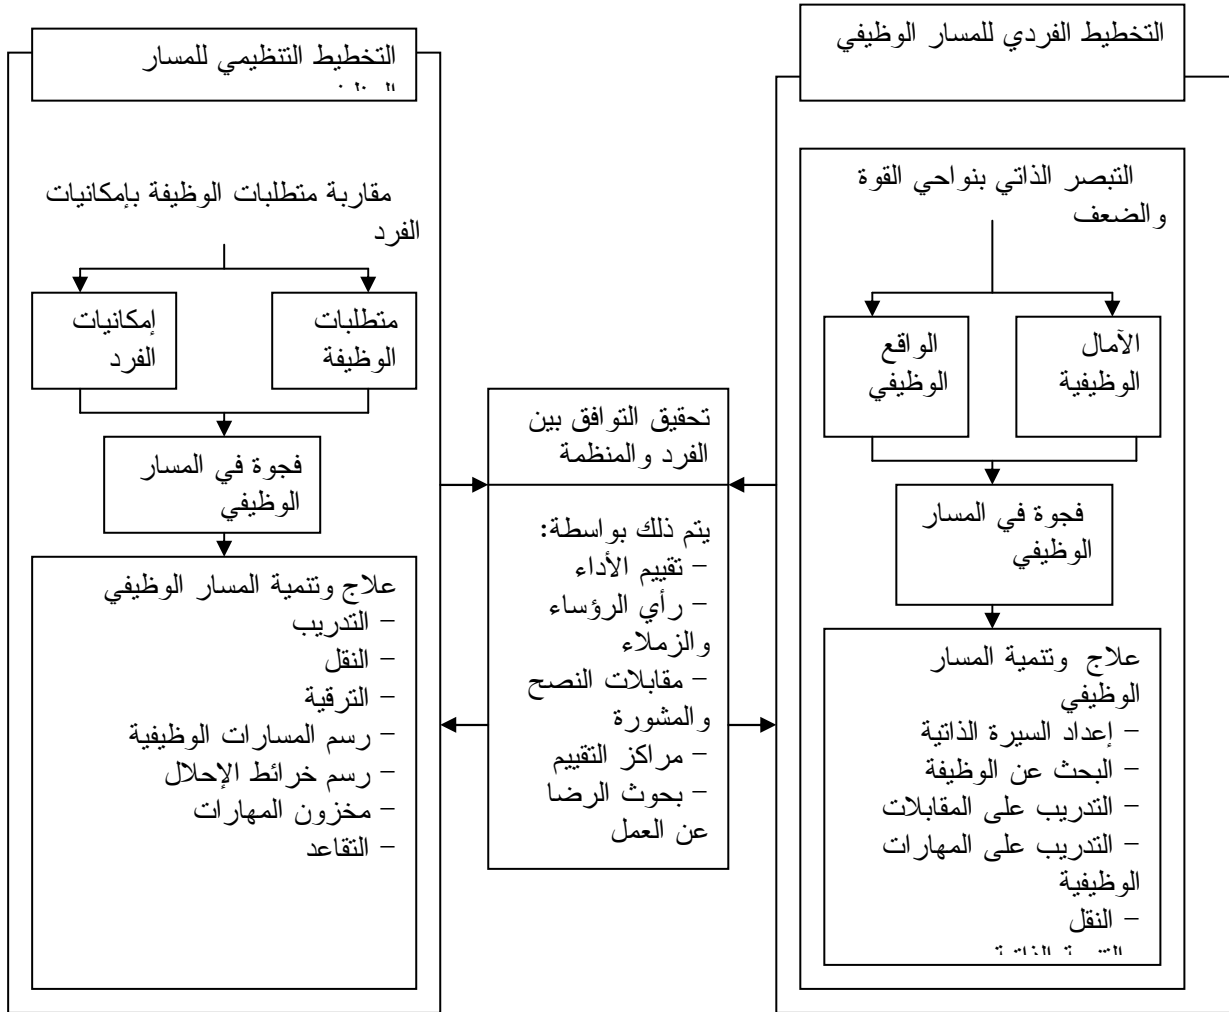 التخطيط الفردي للمسار الوظيفي
التبصر الذاتي بنواحي القوة
والضعف
الآمال
الوظيفية
الواقع
الوظيفي
فجوة في المسار
الوظيفي
علاج وتنمية المسار
الوظيفي
– إعداد السيرة الذاتية
– البحث عن الوظيفة
– التدريب على المقابلات
– التدريب على المهارات
الوظيفية
– النقل
تحقيق التوافق بين
الفرد والمنظمة
يتم ذلك بواسطة:
– تقييم الأداء
– رأي الرؤساء
والزملاء
– مقابلات النصح
والمشورة
– مراكز التقييم
– بحوث الرضا
عن العمل
التخطيط التنظيمي للمسار
مقاربة متطلبات الوظيفة بإمكانيات
الفرد
متطلبات
الوظيفة
إمكانيات
الفرد
فجوة في المسار
الوظيفي
علاج وتنمية المسار الوظيفي
– التدريب
– النقل
– الترقية
– رسم المسارات الوظيفية
– رسم خرائط الإحلال
– مخزون المهارات
– التقاعد